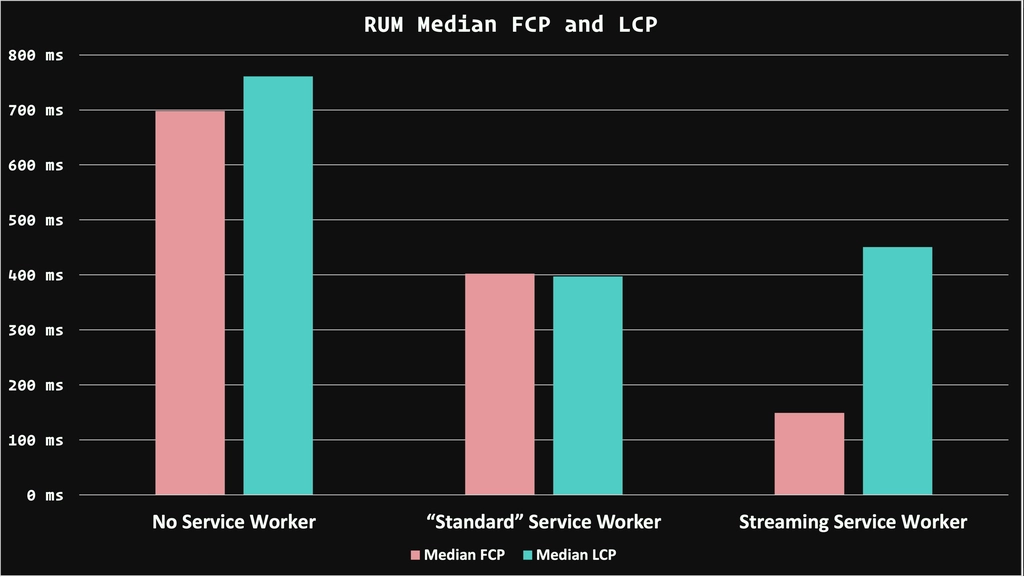 RUM Median FCP and LCP
800 ms
700 ms
600 ms
500 ms
400 ms
300 ms
200 ms
100 ms
0 ms
No Service Worker
“Standard” Service Worker
Streaming Service Worker
Median FCP
Median LCP